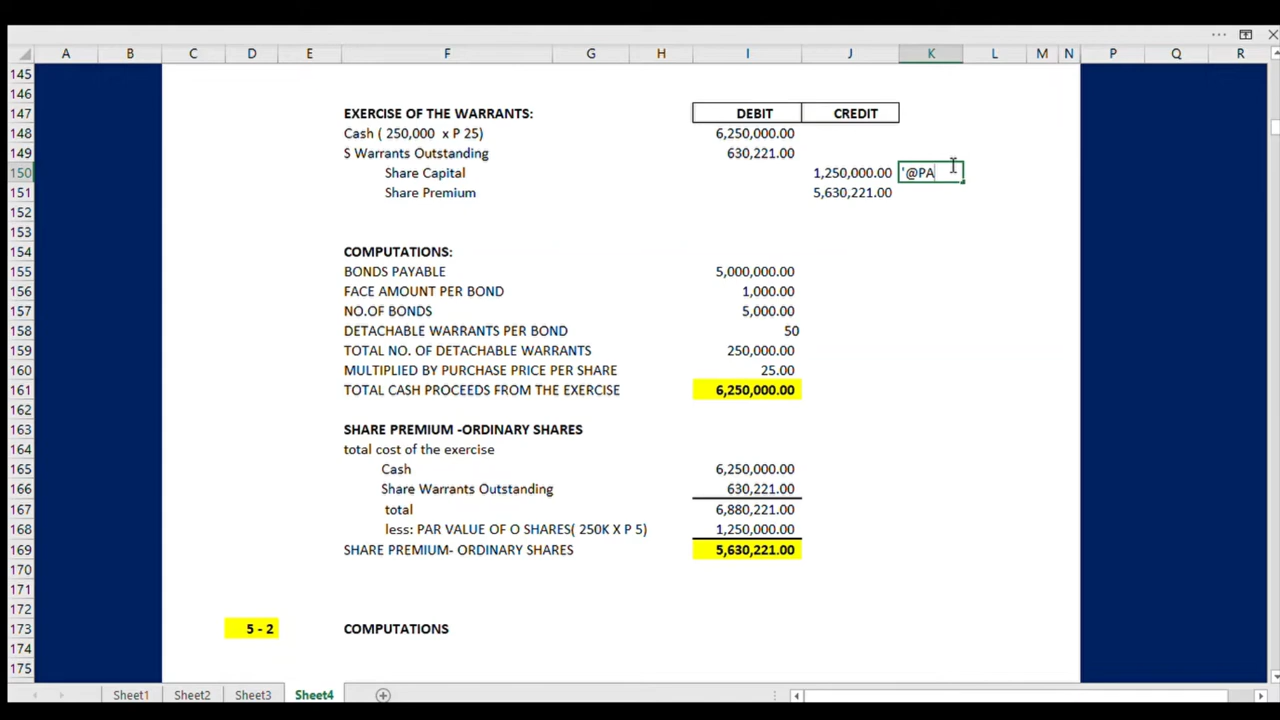 A B C D E F G H I J K L M N P Q R
145
146
147 EXERCISE OF THE WARRANTS: DEBIT CREDIT
148 Cash ( 250,000 x P 25) 6,250,000.00
149 S Warrants Outstanding 630,221.00
150 Share Capital 1,250,000.00 '@PA
151 Share Premium 5,630,221.00
152
153
154 COMPUTATIONS:
155 BONDS PAYABLE 5,000,000.00
156 FACE AMOUNT PER BOND 1,000.00
157 NO.OF BONDS 5,000.00
158 DETACHABLE WARRANTS PER BOND 50
159 TOTAL NO. OF DETACHABLE WARRANTS 250,000.00
160 MULTIPLIED BY PURCHASE PRICE PER SHARE 25.00
161 TOTAL CASH PROCEEDS FROM THE EXERCISE 6,250,000.00
162
163 SHARE PREMIUM -ORDINARY SHARES
164 total cost of the exercise
165 Cash 6,250,000.00
166 Share Warrants Outstanding 630,221.00
167 total 6,880,221.00
168 less: PAR VALUE OF O SHARES( 250K X P 5) 1,250,000.00
169 SHARE PREMIUM- ORDINARY SHARES 5,630,221.00
170
171
172
173 5 - 2 COMPUTATIONS
174
175
Sheet1 Sheet2 Sheet3 Sheet4